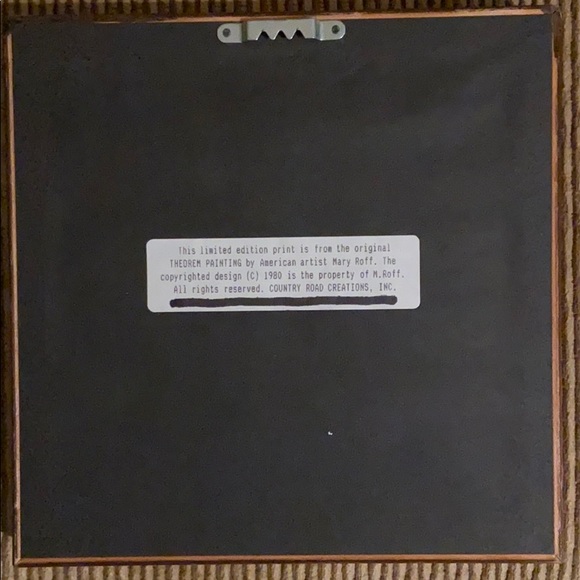 This limited edition print is from the original
THEOREM PAINTING by American artist Mary Roff. The
copyrighted design (C) 1980 is the property of M.Roff.
All rights reserved. COUNTRY ROAD CREATIONS, INC.